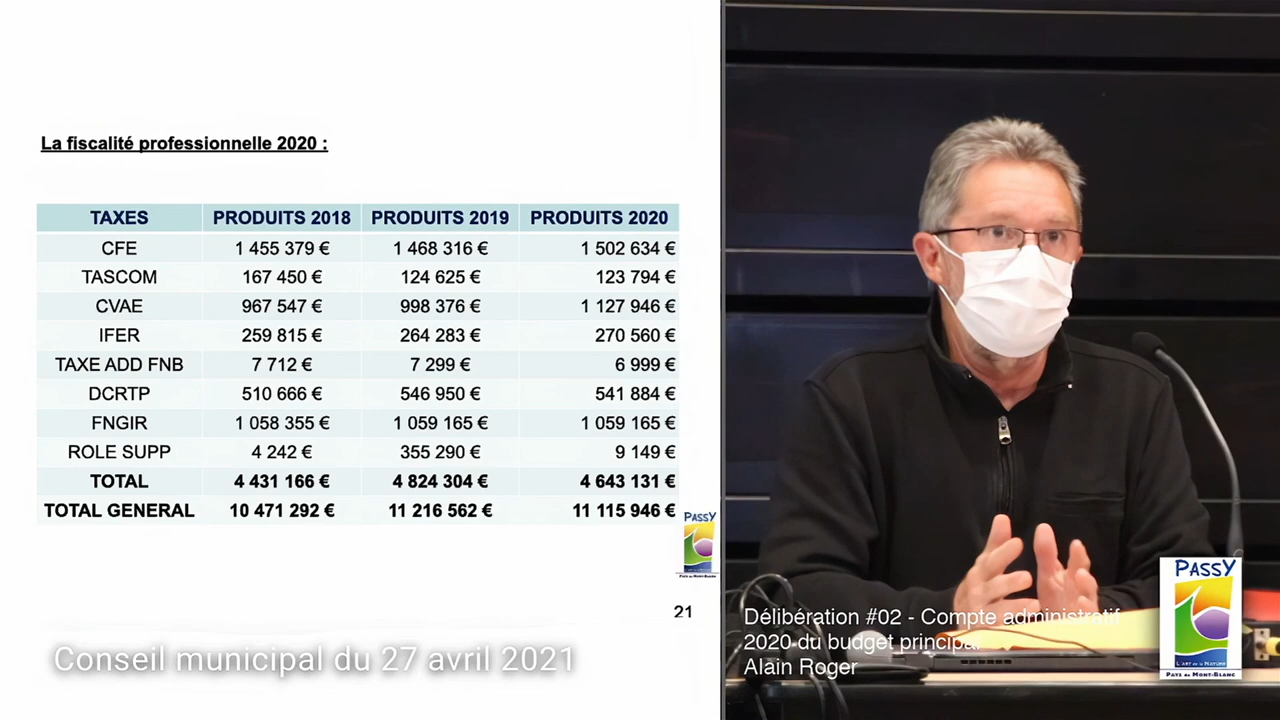 La fiscalité professionnelle 2020 :
TAXES PRODUITS 2018 PRODUITS 2019 PRODUITS 2020
CFE 1 455 379 € 1 468 316 € 1 502 634 €
TASCOM 167 450 € 124 625 € 123 794 €
CVAE 967 547 € 998 376 € 1 127 946 €
IFER 259 815 € 264 283 € 270 560 €
TAXE ADD FNB 7 712 € 7 299 € 6 999 €
DCRTP 510 666 € 546 950 € 541 884 €
FNGIR 1 058 355 € 1 059 165 € 1 059 165 €
ROLE SUPP 4 242 € 355 290 € 9 149 €
TOTAL 4 431 166 € 4 824 304 € 4 643 131 €
TOTAL GENERAL 10 471 292 € 11 216 562 € 11 115 946 €
PASSY
PAYS DU MONT-BLANC
21
Conseil municipal du 27 avril 2021
Délibération #02 - Compte administratif
2020 du budget principal
Alain Roger
PASSY
L'ART DE LA NATURE
PAYS DU MONT-BLANC